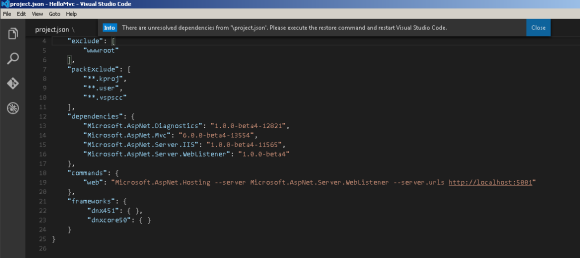 project.json - HelloMvc - Visual Studio Code
File Edit View Goto Help
project.json \
Info There are unresolved dependencies from '\project.json'. Please execute the restore command and restart Visual Studio Code. Close
4 "exclude": [
5 "wwwroot"
6 ],
7 "packExclude": [
8 "**.kproj",
9 "**.user",
10 "**.vspscc"
11 ],
12 "dependencies": {
13 "Microsoft.AspNet.Diagnostics": "1.0.0-beta4-12821",
14 "Microsoft.AspNet.Mvc": "6.0.0-beta4-13554",
15 "Microsoft.AspNet.Server.IIS": "1.0.0-beta4-11565",
16 "Microsoft.AspNet.Server.WebListener": "1.0.0-beta4"
17 },
18 "commands": {
19 "web": "Microsoft.AspNet.Hosting --server Microsoft.AspNet.Server.WebListener --server.urls http://localhost:5001"
20 },
21 "frameworks": {
22 "dnx451": { },
23 "dnxcore50": { }
24 }
25 }
26